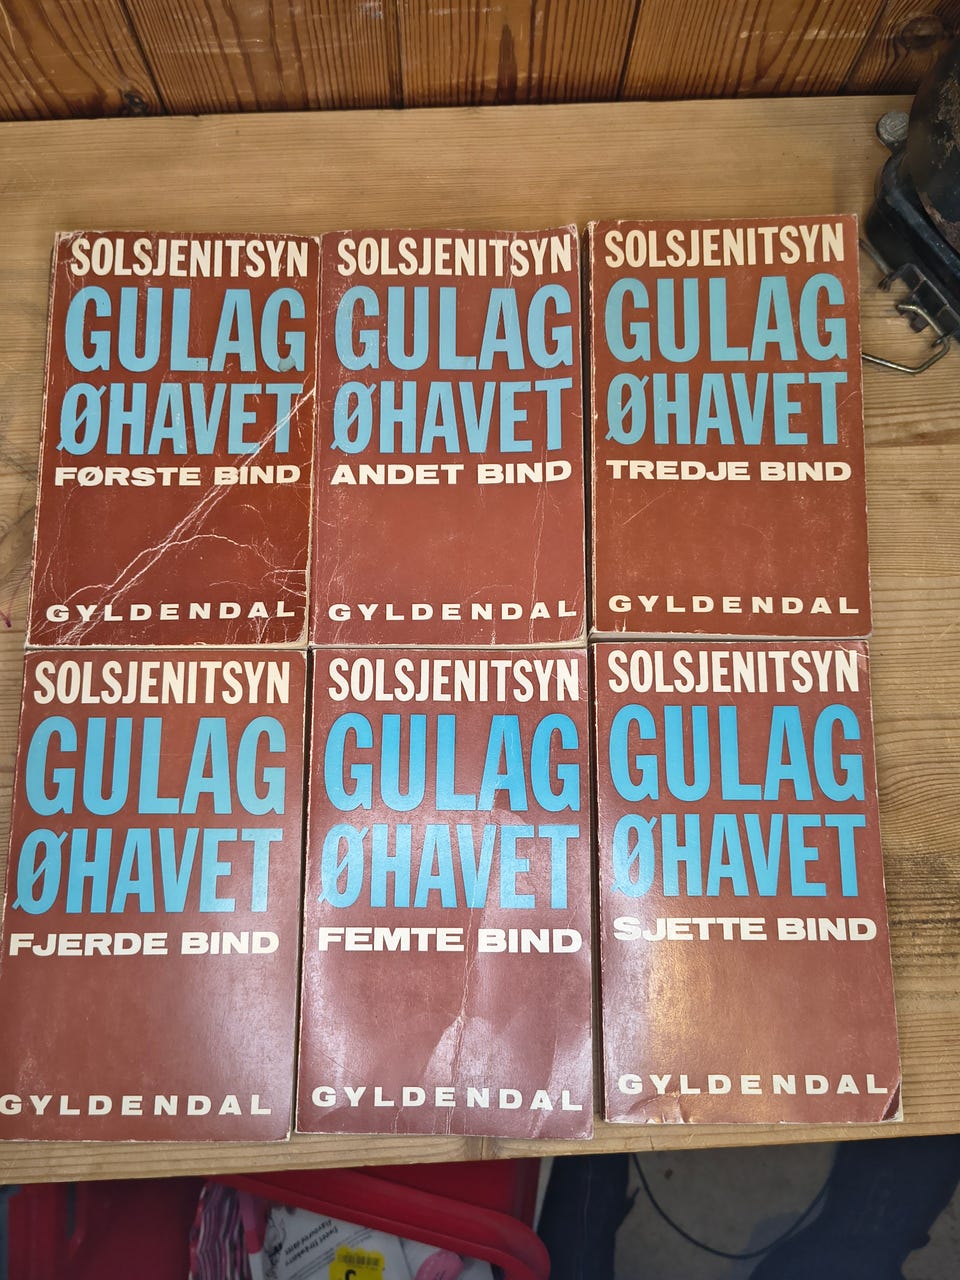 SOLSJENITSYN
GULAG
ØHAVET
FØRSTE BIND
GYLDENDAL
SOLSJENITSYN
GULAG
ØHAVET
ANDET BIND
GYLDENDAL
SOLSJENITSYN
GULAG
ØHAVET
TREDJE BIND
GYLDENDAL
SOLSJENITSYN
GULAG
ØHAVET
FJERDE BIND
GYLDENDAL
SOLSJENITSYN
GULAG
ØHAVET
FEMTE BIND
GYLDENDAL
SOLSJENITSYN
GULAG
ØHAVET
SJETTE BIND
GYLDENDAL